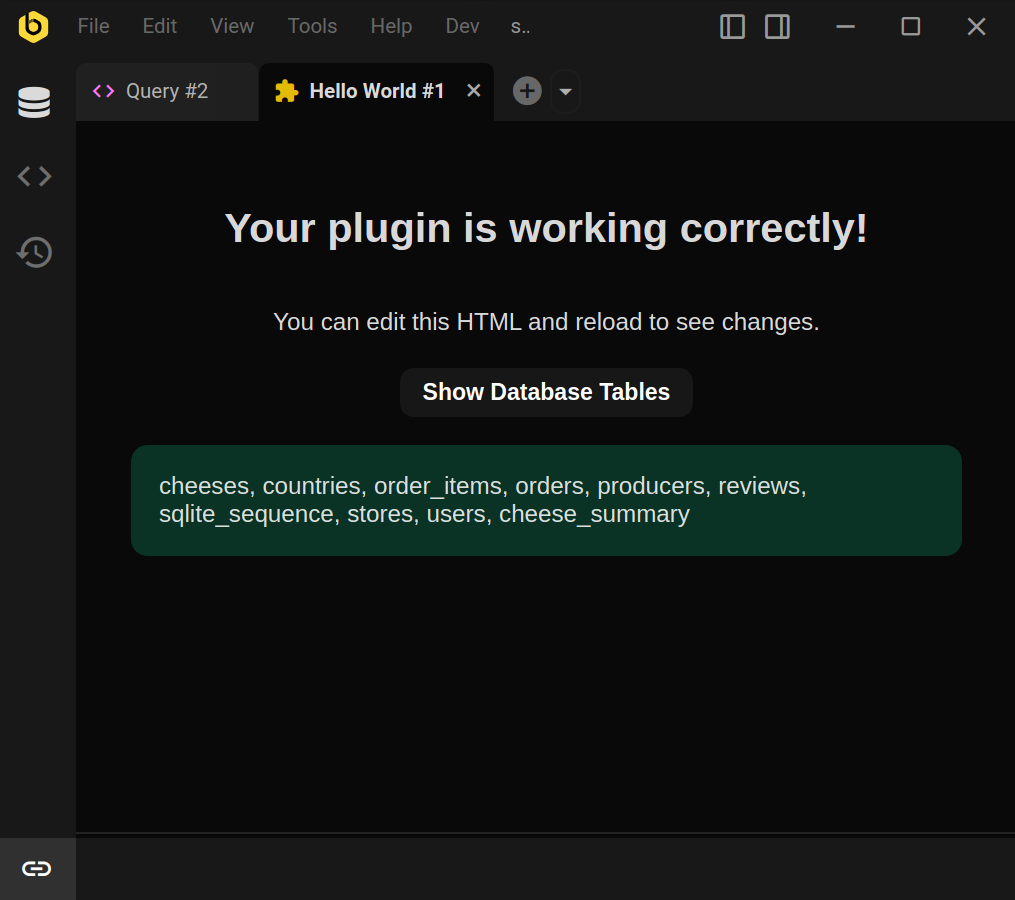 File Edit View Tools Help Dev s..
Query #2 Hello World #1
Your plugin is working correctly!
You can edit this HTML and reload to see changes.
Show Database Tables
cheeses, countries, order_items, orders, producers, reviews,
sqlite_sequence, stores, users, cheese_summary